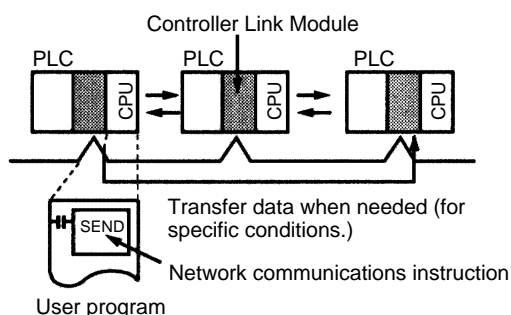 Controller Link Module
PLC
PLC
PLC
CPU
CPU
CPU
Transfer data when needed (for
specific conditions.)
SEND
Network communications instruction
User program